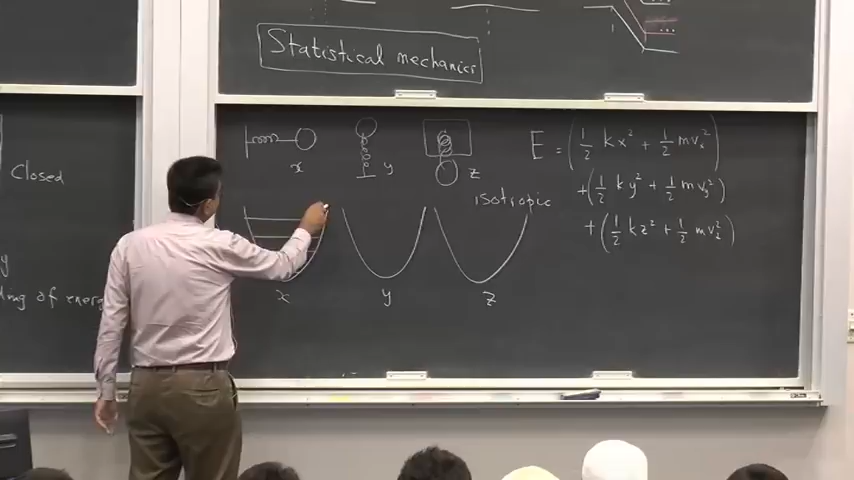 Statistical mechanics
Closed
x
y
z
isotropic
E = (1/2 kx² + 1/2 mvₓ²)
+ (1/2 ky² + 1/2 mv_y²)
+ (1/2 kz² + 1/2 mv_z²)
y
of energ
x
y
z